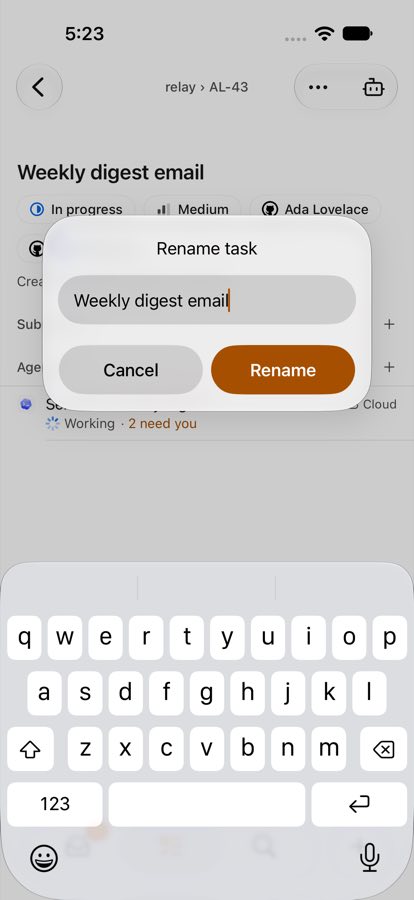 5:23
relay › AL-43
Weekly digest email
In progress
Medium
Ada Lovelace
Rename task
Weekly digest email
Cancel
Rename
Cloud
Working · 2 need you
q w e r t y u i o p
a s d f g h j k l
z x c v b n m
123